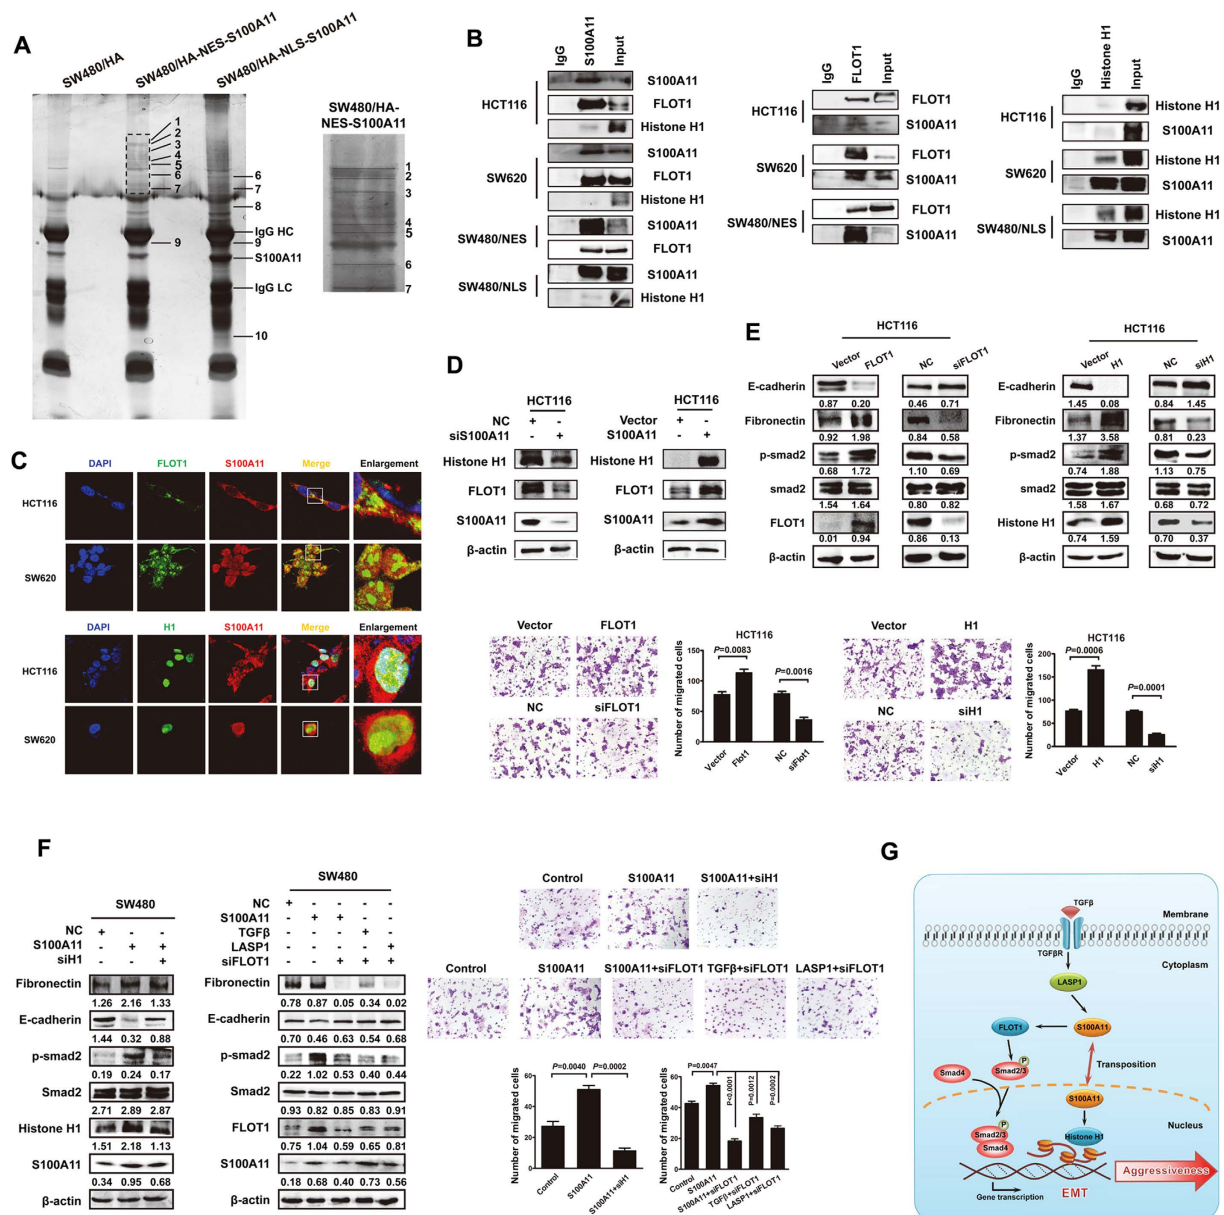 A
SW480/HA
SW480/HA-NES-S100A11
SW480/HA-NLS-S100A11
1
2
3
4
5
6
7
9
6
7
8
IgG HC
9
S100A11
IgG LC
10
SW480/HA-
NES-S100A11
1
2
3
4
5
6
7
B
IgG S100A11 Input
HCT116
S100A11
FLOT1
Histone H1
SW620
S100A11
FLOT1
Histone H1
SW480/NES
S100A11
FLOT1
SW480/NLS
S100A11
Histone H1
IgG FLOT1 Input
HCT116
FLOT1
S100A11
SW620
FLOT1
S100A11
SW480/NES
FLOT1
S100A11
IgG Histone H1 Input
HCT116
Histone H1
S100A11
SW620
Histone H1
S100A11
SW480/NLS
Histone H1
S100A11
C
DAPI FLOT1 S100A11 Merge Enlargement
HCT116
SW620
DAPI H1 S100A11 Merge Enlargement
HCT116
SW620
D
HCT116
NC + -
siS100A11 - +
Histone H1
FLOT1
S100A11
β-actin
HCT116
Vector + -
S100A11 - +
Histone H1
FLOT1
S100A11
β-actin
E
HCT116
Vector FLOT1 NC siFLOT1
E-cadherin
0.87 0.20 0.46 0.71
Fibronectin
0.92 1.98 0.84 0.58
p-smad2
0.68 1.72 1.10 0.69
smad2
1.54 1.64 0.80 0.82
FLOT1
0.01 0.94 0.86 0.13
β-actin
HCT116
Vector H1 NC siH1
E-cadherin
1.45 0.08 0.84 1.45
Fibronectin
1.37 3.58 0.81 0.23
p-smad2
0.74 1.88 1.13 0.75
smad2
1.58 1.67 0.68 0.72
Histone H1
0.74 1.59 0.70 0.37
β-actin
Vector FLOT1
NC siFLOT1
HCT116
P=0.0083
P=0.0016
Number of migrated cells
150
100
50
0
Vector Flot1 NC siFlot1
Vector H1
NC siH1
HCT116
P=0.0006
P=0.0001
Number of migrated cells
200
150
100
50
0
Vector H1 NC siH1
F
SW480
NC + - -
S100A11 - + +
siH1 - - +
Fibronectin
1.26 2.16 1.33
E-cadherin
1.44 0.32 0.88
p-smad2
0.19 0.24 0.17
Smad2
2.71 2.89 2.87
Histone H1
1.51 2.18 1.13
S100A11
0.34 0.95 0.68
β-actin
SW480
NC + - - - -
S100A11 - + + - -
TGFβ - - - + -
LASP1 - - - - +
siFLOT1 - - + + +
Fibronectin
0.78 0.87 0.05 0.34 0.02
E-cadherin
0.70 0.46 0.63 0.54 0.68
p-smad2
0.22 1.02 0.53 0.40 0.44
Smad2
0.93 0.82 0.85 0.83 0.91
FLOT1
0.75 1.04 0.59 0.65 0.81
S100A11
0.18 0.68 0.40 0.73 0.56
β-actin
Control S100A11 S100A11+siH1
Control S100A11 S100A11+siFLOT1 TGFβ+siFLOT1 LASP1+siFLOT1
P=0.0040 P=0.0002
Number of migrated cells
60
40
20
0
Control S100A11 S100A11+siH1
P=0.0047
P<0.0001
P=0.0012
P=0.0002
Number of migrated cells
60
40
20
0
Control S100A11 S100A11+siFLOT1 TGFβ+siFLOT1 LASP1+siFLOT1
G
TGFβ
Membrane
TGFβR
Cytoplasm
LASP1
FLOT1
S100A11
P
Smad2/3
Smad4
Transposition
S100A11
Nucleus
P
Smad2/3
Smad4
Histone H1
Gene transcription
EMT
Aggressiveness